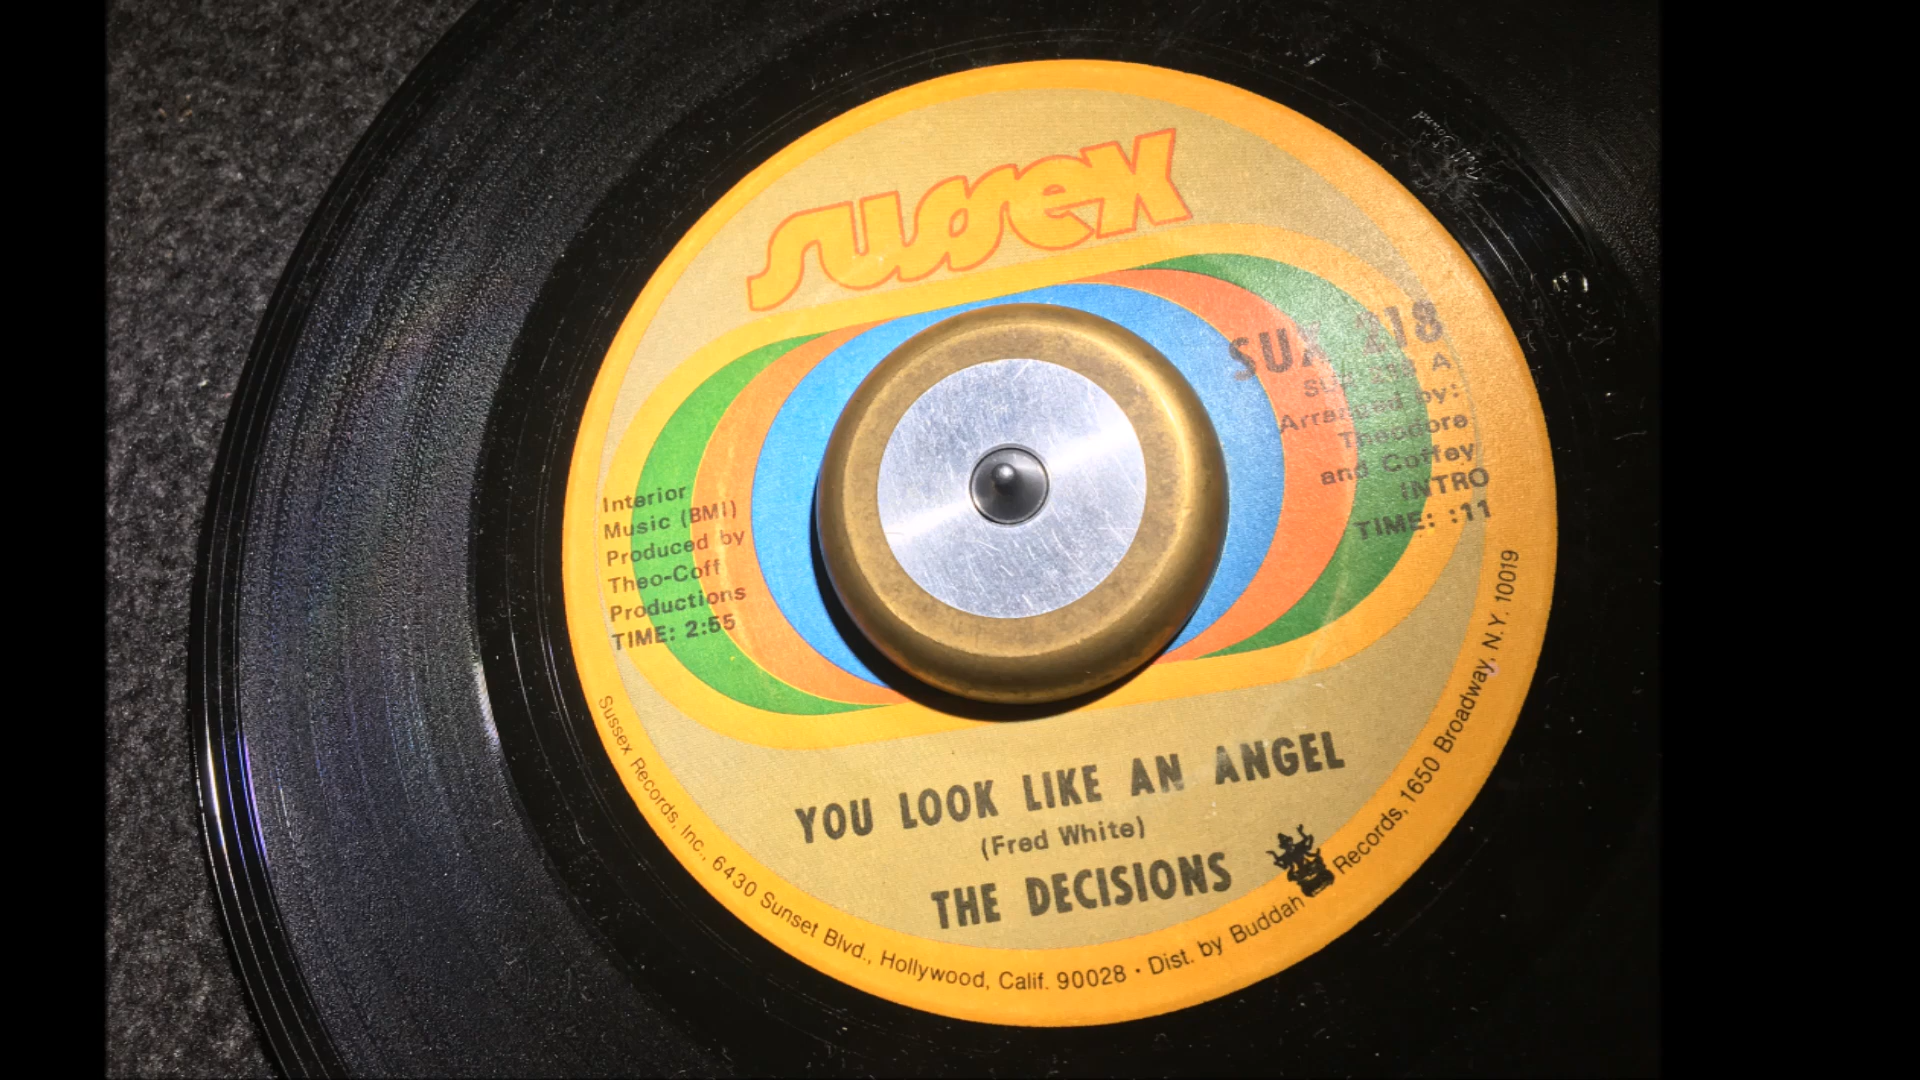 sussex
SUX 218
SUX 218 A
Arranged by:
Theodore
and Coffey
INTRO
TIME: :11
Interior
Music (BMI)
Produced by
Theo-Coff
Productions
TIME: 2:55
YOU LOOK LIKE AN ANGEL
(Fred White)
THE DECISIONS
Sussex Records, Inc., 6430 Sunset Blvd., Hollywood, Calif. 90028 · Dist. by Buddah Records, 1650 Broadway, N.Y. 10019